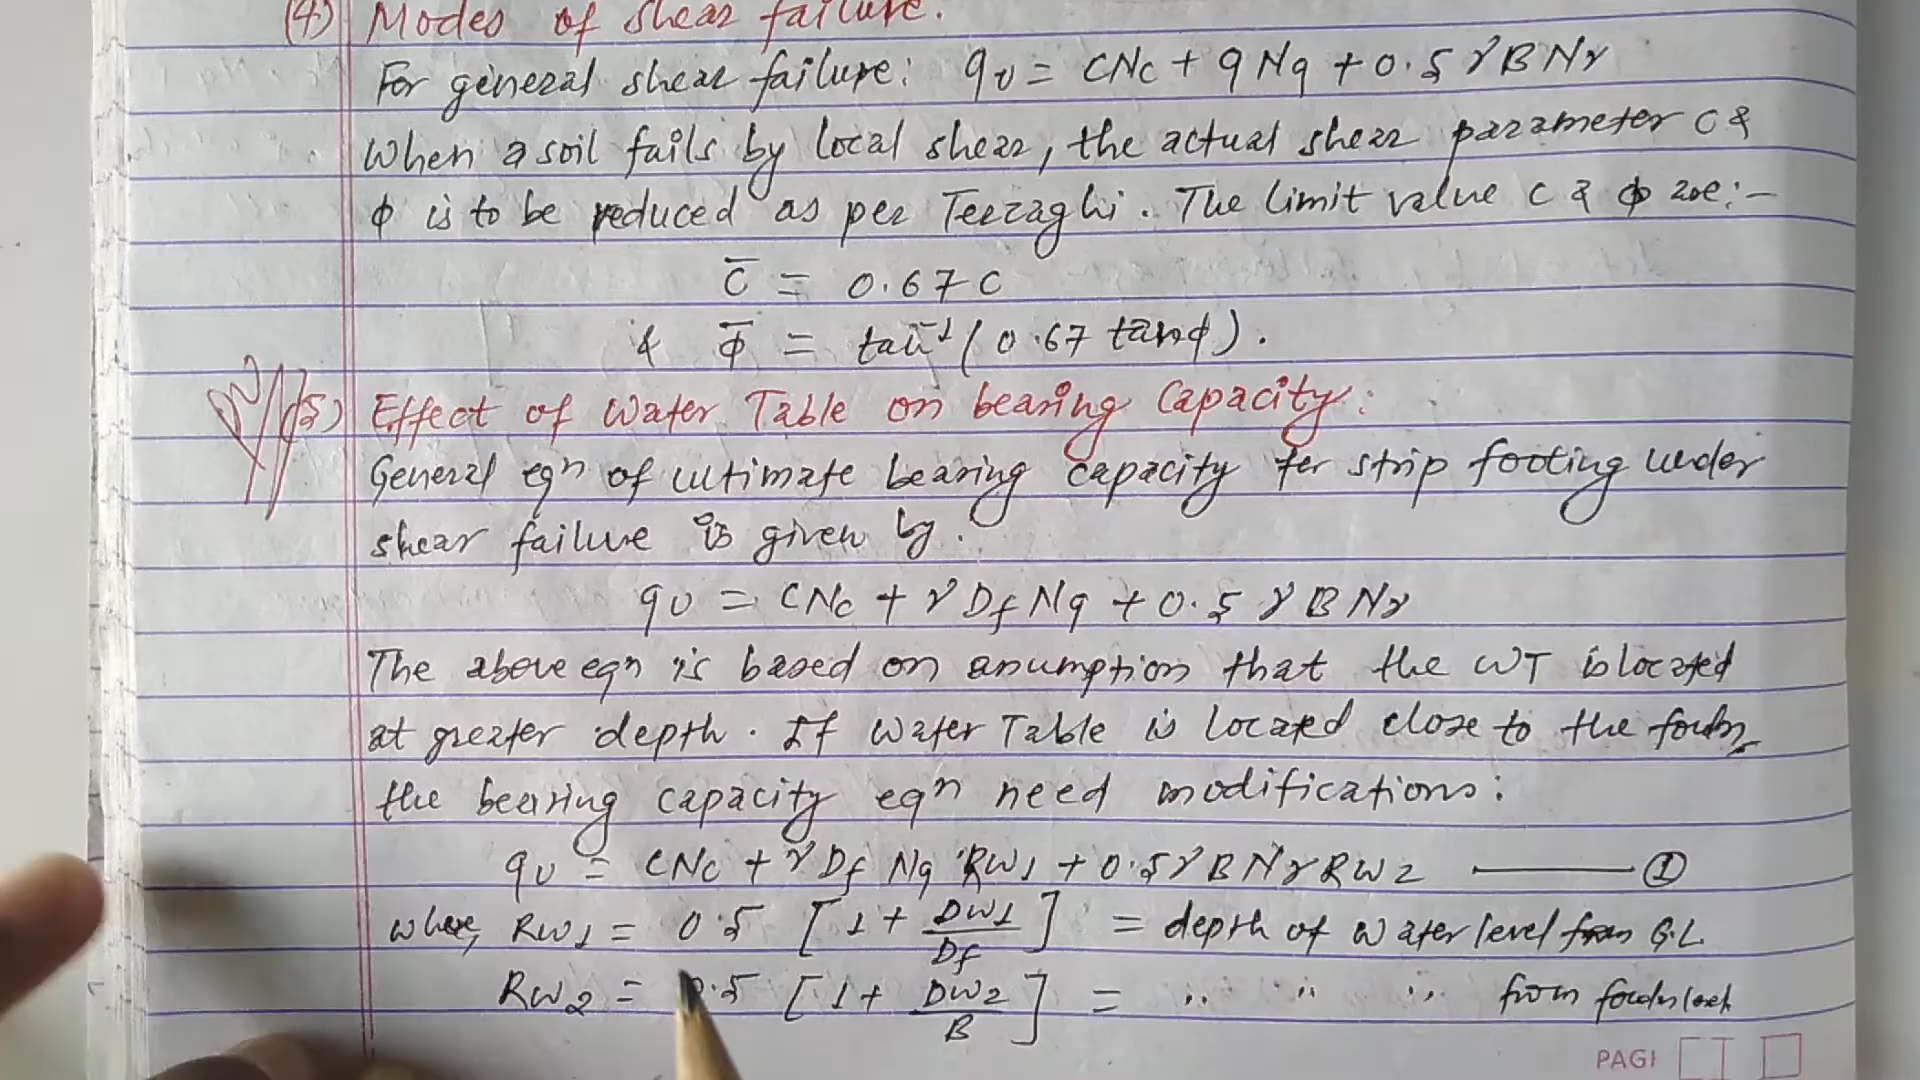 (4) Modes of shear failure.
For general shear failure: qu = CNc + qNq + 0.5 γBNγ
When a soil fails by local shear, the actual shear parameter C &
φ is to be reduced as per Terzaghi. The limit value C & φ are:-
C̄ = 0.67C
& φ̄ = tan⁻¹(0.67 tanφ).
(5) Effect of Water Table on bearing Capacity:
General eqn of ultimate bearing capacity for strip footing under
shear failure is given by.
qu = CNc + γDfNq + 0.5 γBNγ
The above eqn is based on assumption that the WT is located
at greater depth. If Water Table is located close to the foudn
the bearing capacity eqn need modifications:
qu = CNc + γDf Nq RW1 + 0.5γBNγRW2 ——— ①
where, RW1 = 0.5 [1 + DW1/Df] = depth of water level from G.L.
RW2 = 0.5 [1 + DW2/B] = ,, ,, ,, from foudn
PAGE